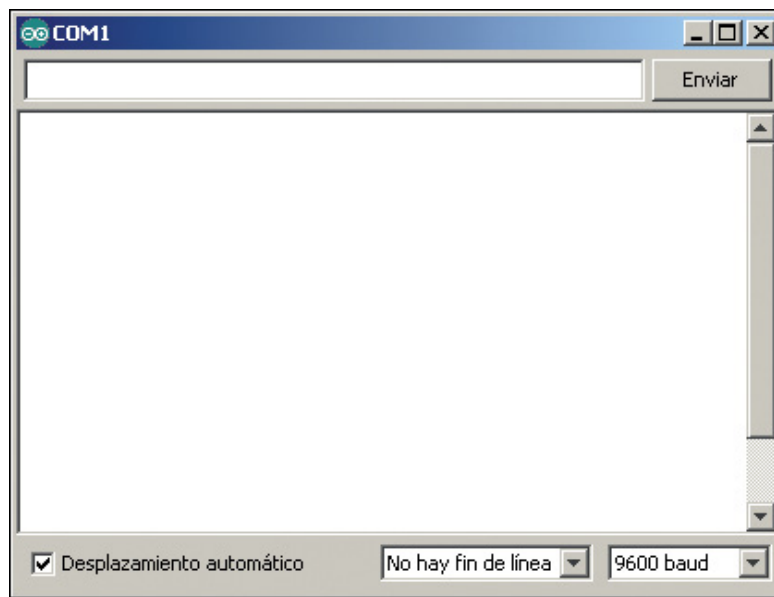 COM1
Enviar
Desplazamiento automático
No hay fin de línea
9600 baud